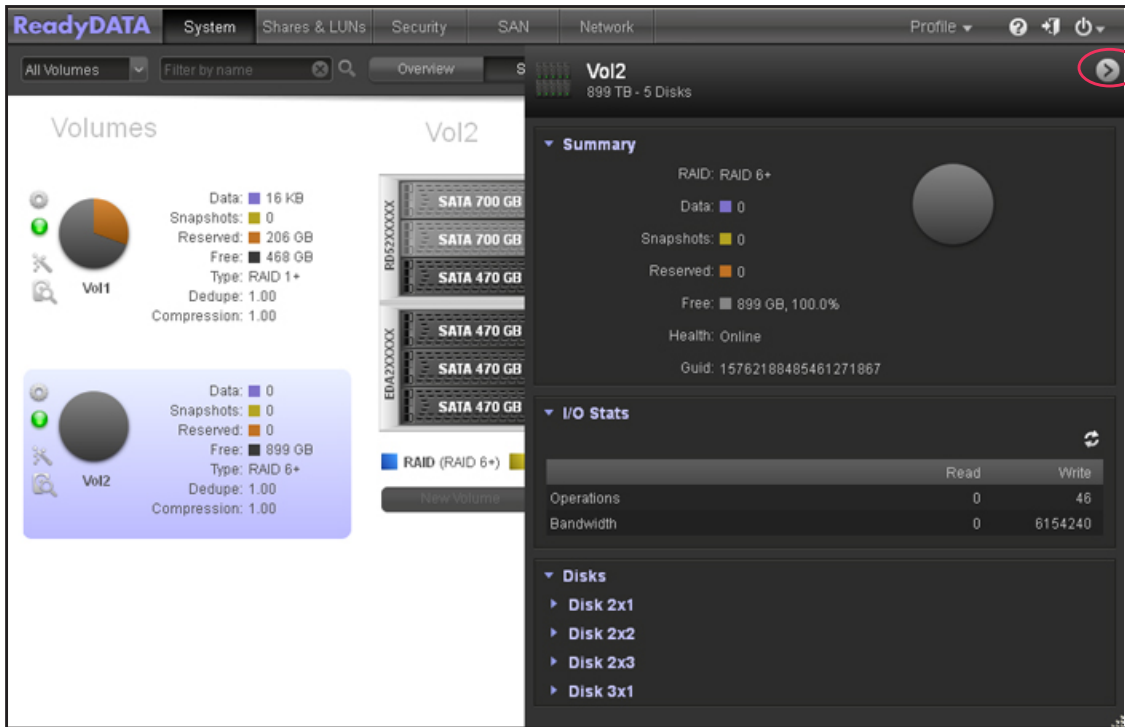 ReadyDATA System Shares & LUNs Security SAN Network Profile
All Volumes Filter by name Overview S
Volumes
Vol2
Data: 16 KB
Snapshots: 0
Reserved: 206 GB
Free: 468 GB
Type: RAID 1+
Dedupe: 1.00
Compression: 1.00
Vol1
Data: 0
Snapshots: 0
Reserved: 0
Free: 899 GB
Type: RAID 6+
Dedupe: 1.00
Compression: 1.00
Vol2
RD52XXXXX
SATA 700 GB
SATA 700 GB
SATA 470 GB
EDA2XXXXX
SATA 470 GB
SATA 470 GB
SATA 470 GB
RAID (RAID 6+)
New Volume
Vol2
899 TB - 5 Disks
Summary
RAID: RAID 6+
Data: 0
Snapshots: 0
Reserved: 0
Free: 899 GB, 100.0%
Health: Online
Guid: 15762188485461271867
I/O Stats
Read Write
Operations 0 46
Bandwidth 0 6154240
Disks
Disk 2x1
Disk 2x2
Disk 2x3
Disk 3x1